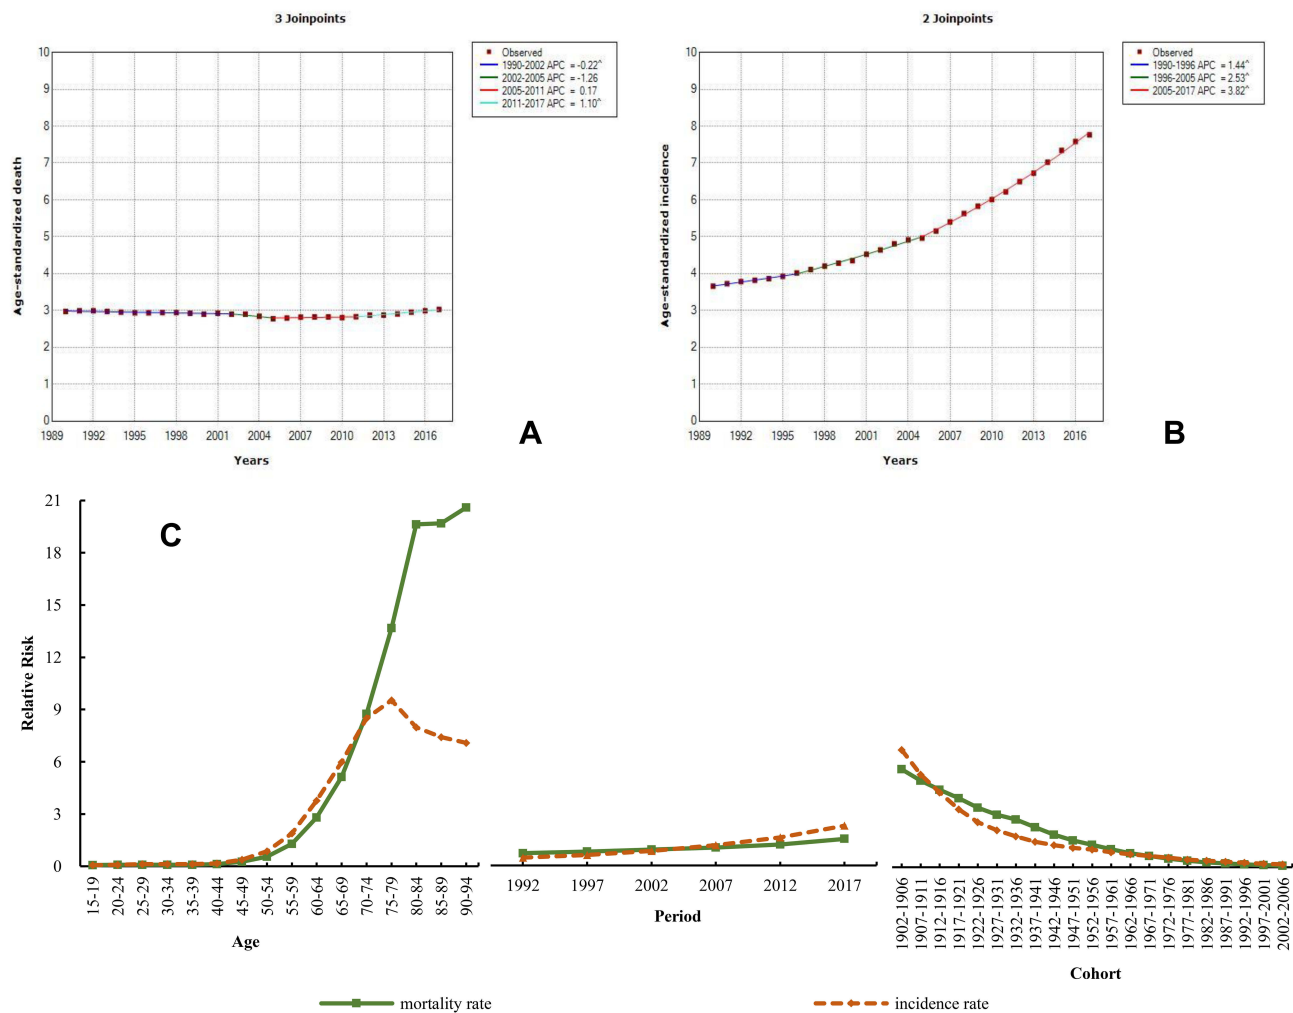 3 Joinpoints
10
9
8
7
6
5
4
3
2
1
0
Age-standardized death
1989 1992 1995 1998 2001 2004 2007 2010 2013 2016
Years
Observed
1990-2002 APC = -0.22^
2002-2005 APC = -1.26
2005-2011 APC = 0.17
2011-2017 APC = 1.10^
A
2 Joinpoints
10
9
8
7
6
5
4
3
2
1
0
Age-standardized incidence
1989 1992 1995 1998 2001 2004 2007 2010 2013 2016
Years
Observed
1990-1996 APC = 1.44^
1996-2005 APC = 2.53^
2005-2017 APC = 3.82^
B
C
21
18
15
12
9
6
3
0
Relative Risk
15-19
20-24
25-29
30-34
35-39
40-44
45-49
50-54
55-59
60-64
65-69
70-74
75-79
80-84
85-89
90-94
Age
1992 1997 2002 2007 2012 2017
Period
1902-1906
1907-1911
1912-1916
1917-1921
1922-1926
1927-1931
1932-1936
1937-1941
1942-1946
1947-1951
1952-1956
1957-1961
1962-1966
1967-1971
1972-1976
1977-1981
1982-1986
1987-1991
1992-1996
1997-2001
2002-2006
Cohort
mortality rate
incidence rate